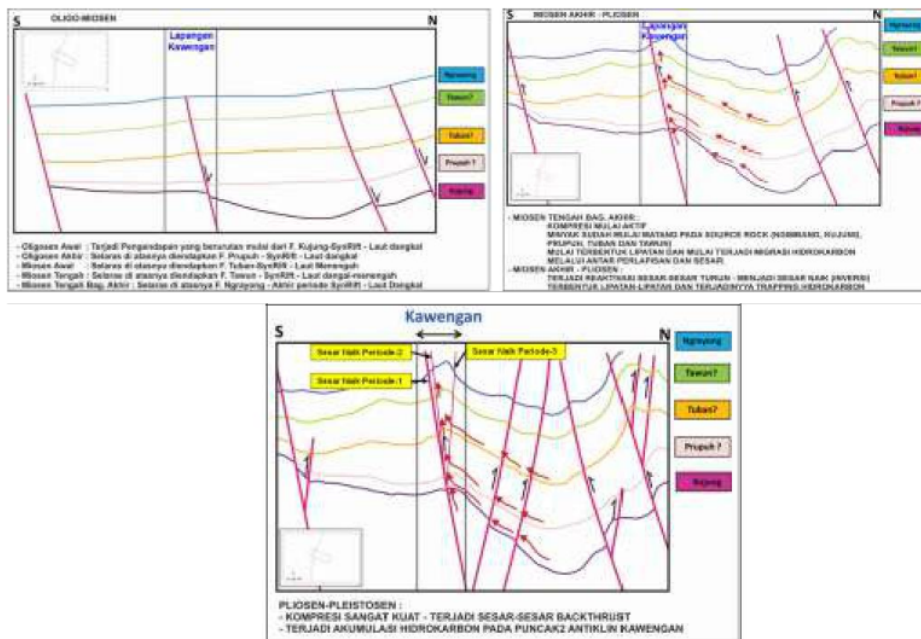 S
OLIGO-MIOSEN
N
Lapangan
Kawengan
Ngrayong
Tawun?
Tuban?
Prupuh ?
Kujung
- Oligosen Awal : Terjadi Pengendapan yang berurutan mulai dari F. Kujung-SynRift - Laut dangkal
- Oligosen Akhir : Selaras di atasnya diendapkan F. Prupuh - SynRift - Laut dangkal
- Miosen Awal : Selaras di atasnya diendapkan F. Tuban-SynRift - Laut Menengah
- Miosen Tengah : Selaras di atasnya diendapkan F. Tawun - SynRift - Laut dangal-menengah
- Miosen Tengah Bag. Akhir : Selaras di atasnya F. Ngrayong - Akhir periode SynRift - Laut Dangkal
S
MIOSEN AKHIR - PLIOSEN
N
Lapangan
Kawengan
Ngrayong
Tawun?
Tuban?
Prupuh ?
Kujung
- MIOSEN TENGAH BAG. AKHIR :
KOMPRESI MULAI AKTIF
MINYAK SUDAH MULAI MATANG PADA SOURCE ROCK (NGIMBANG, KUJUNG,
PRUPUH, TUBAN DAN TAWUN)
MULAI TERBENTUK LIPATAN DAN MULAI TERJADI MIGRASI HIDROKARBON
MELALUI ANTAR PERLAPISAN DAN SESAR.
- MIOSEN AKHIR - PLIOSEN :
TERJADI REAKTIVASI SESAR-SESAR TURUN - MENJADI SESAR NAIK (INVERSI)
TERBENTUK LIPATAN-LIPATAN DAN TERJADINYA TRAPPING HIDROKARBON
Kawengan
S
N
Sesar Naik Periode-2
Sesar Naik Periode-3
Sesar Naik Periode-1
Ngrayong
Tawun?
Tuban?
Prupuh ?
Kujung
PLIOSEN-PLEISTOSEN :
- KOMPRESI SANGAT KUAT - TERJADI SESAR-SESAR BACKTHRUST
- TERJADI AKUMULASI HIDROKARBON PADA PUNCAK2 ANTIKLIN KAWENGAN